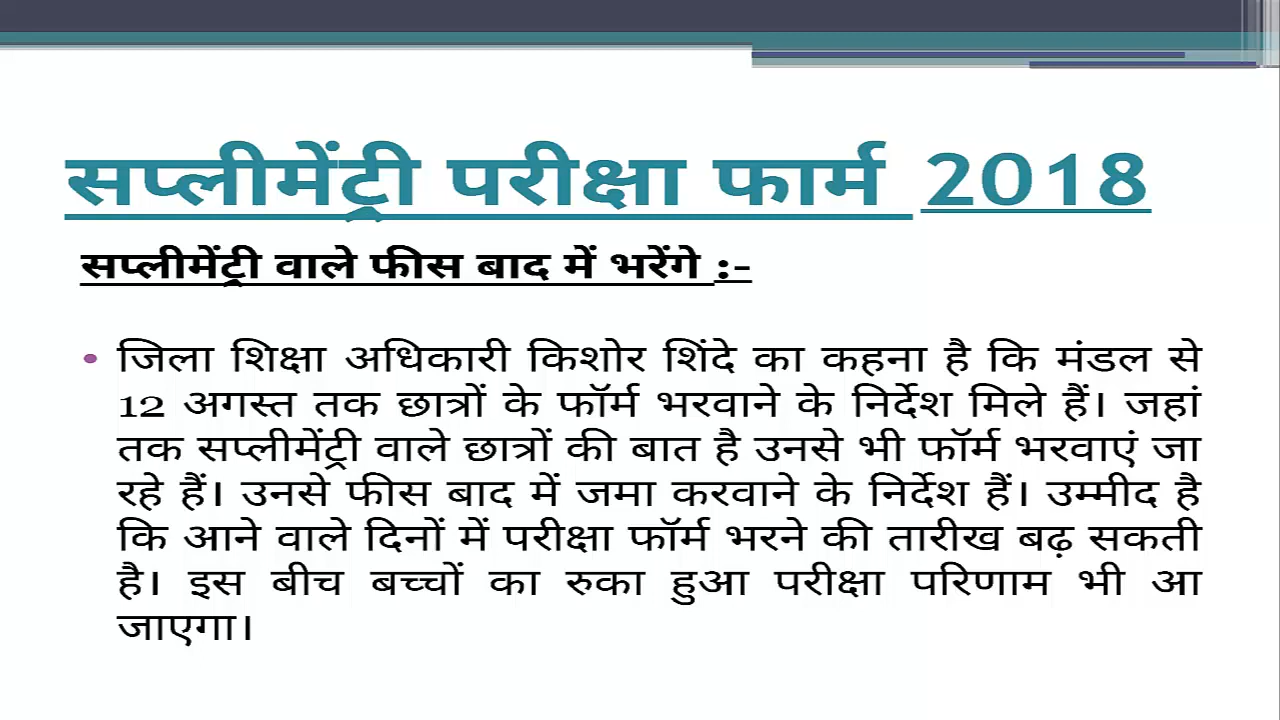 सप्लीमेंट्री परीक्षा फार्म 2018
सप्लीमेंट्री वाले फीस बाद में भरेंगे :-
• जिला शिक्षा अधिकारी किशोर शिंदे का कहना है कि मंडल से
12 अगस्त तक छात्रों के फॉर्म भरवाने के निर्देश मिले हैं। जहां
तक सप्लीमेंट्री वाले छात्रों की बात है उनसे भी फॉर्म भरवाएं जा
रहे हैं। उनसे फीस बाद में जमा करवाने के निर्देश हैं। उम्मीद है
कि आने वाले दिनों में परीक्षा फॉर्म भरने की तारीख बढ़ सकती
है। इस बीच बच्चों का रुका हुआ परीक्षा परिणाम भी आ
जाएगा।